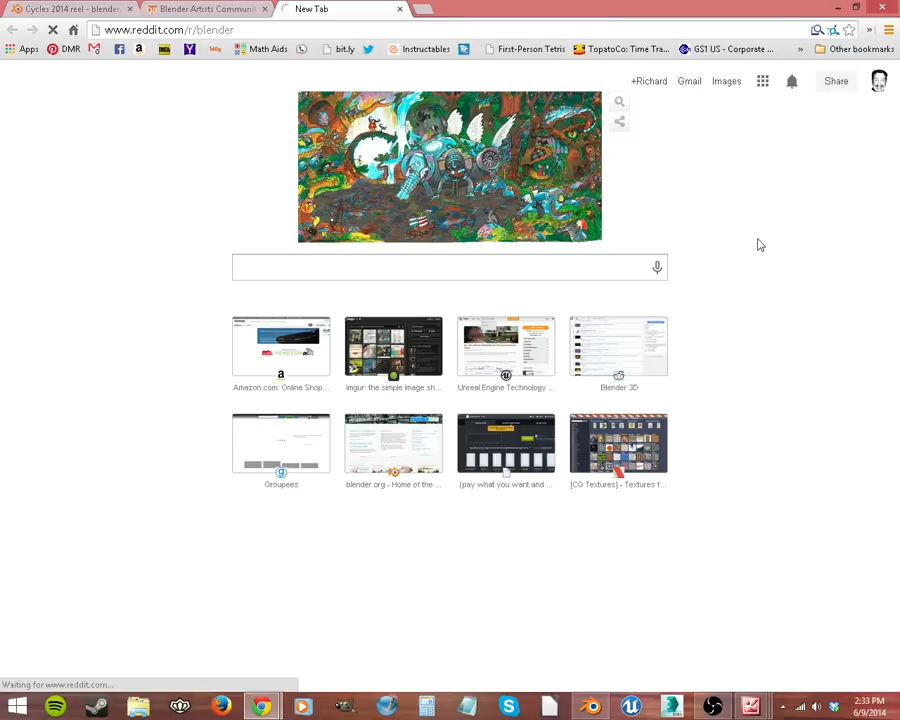 Cycles 2014 reel - blender.
Blender Artists Communi
New Tab
www.reddit.com/r/blender
Apps
DMR
Math Aids
bit.ly
Instructables
First-Person Tetris
TopatoCo: Time Tra...
GS1 US - Corporate ...
»
Other bookmarks
+Richard
Gmail
Images
Share
Amazon.com: Online Shop...
imgur: the simple image sh...
Unreal Engine Technology ...
Blender 3D
Groupees
blender.org - Home of the ...
(pay what you want and ...
[CG Textures] - Textures f...
Waiting for www.reddit.com...
2:33 PM
6/9/2014